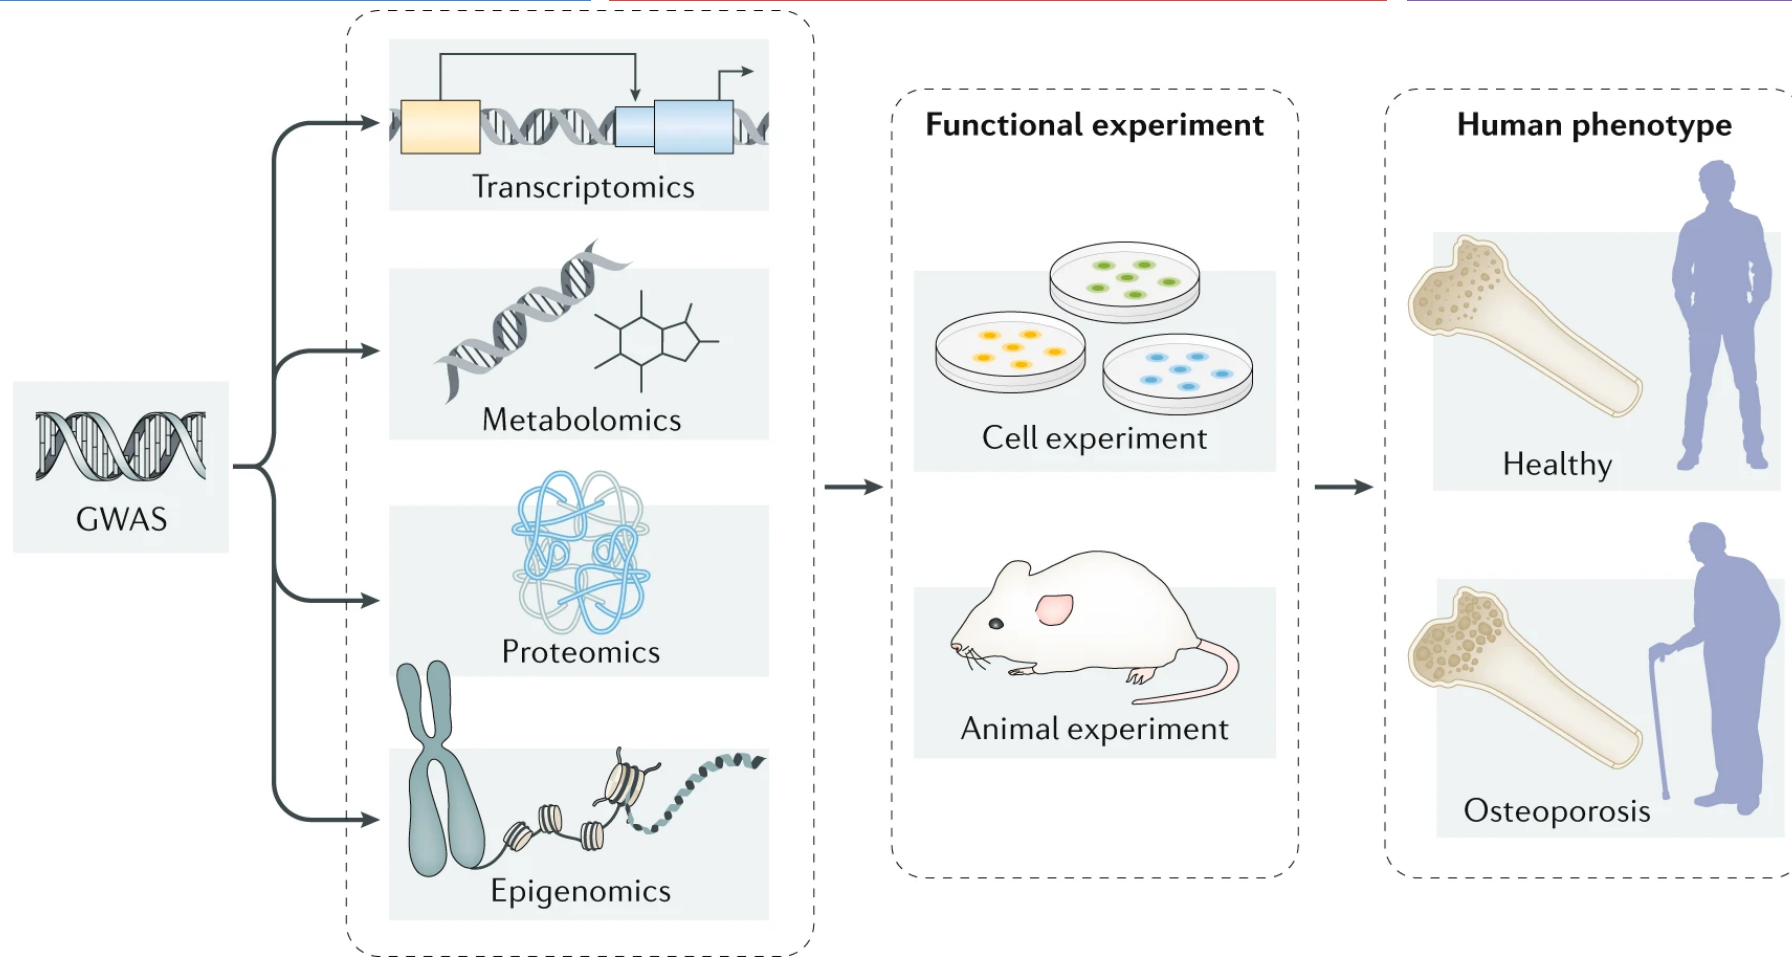 GWAS
Transcriptomics
Metabolomics
Proteomics
Epigenomics
Functional experiment
Cell experiment
Animal experiment
Human phenotype
Healthy
Osteoporosis